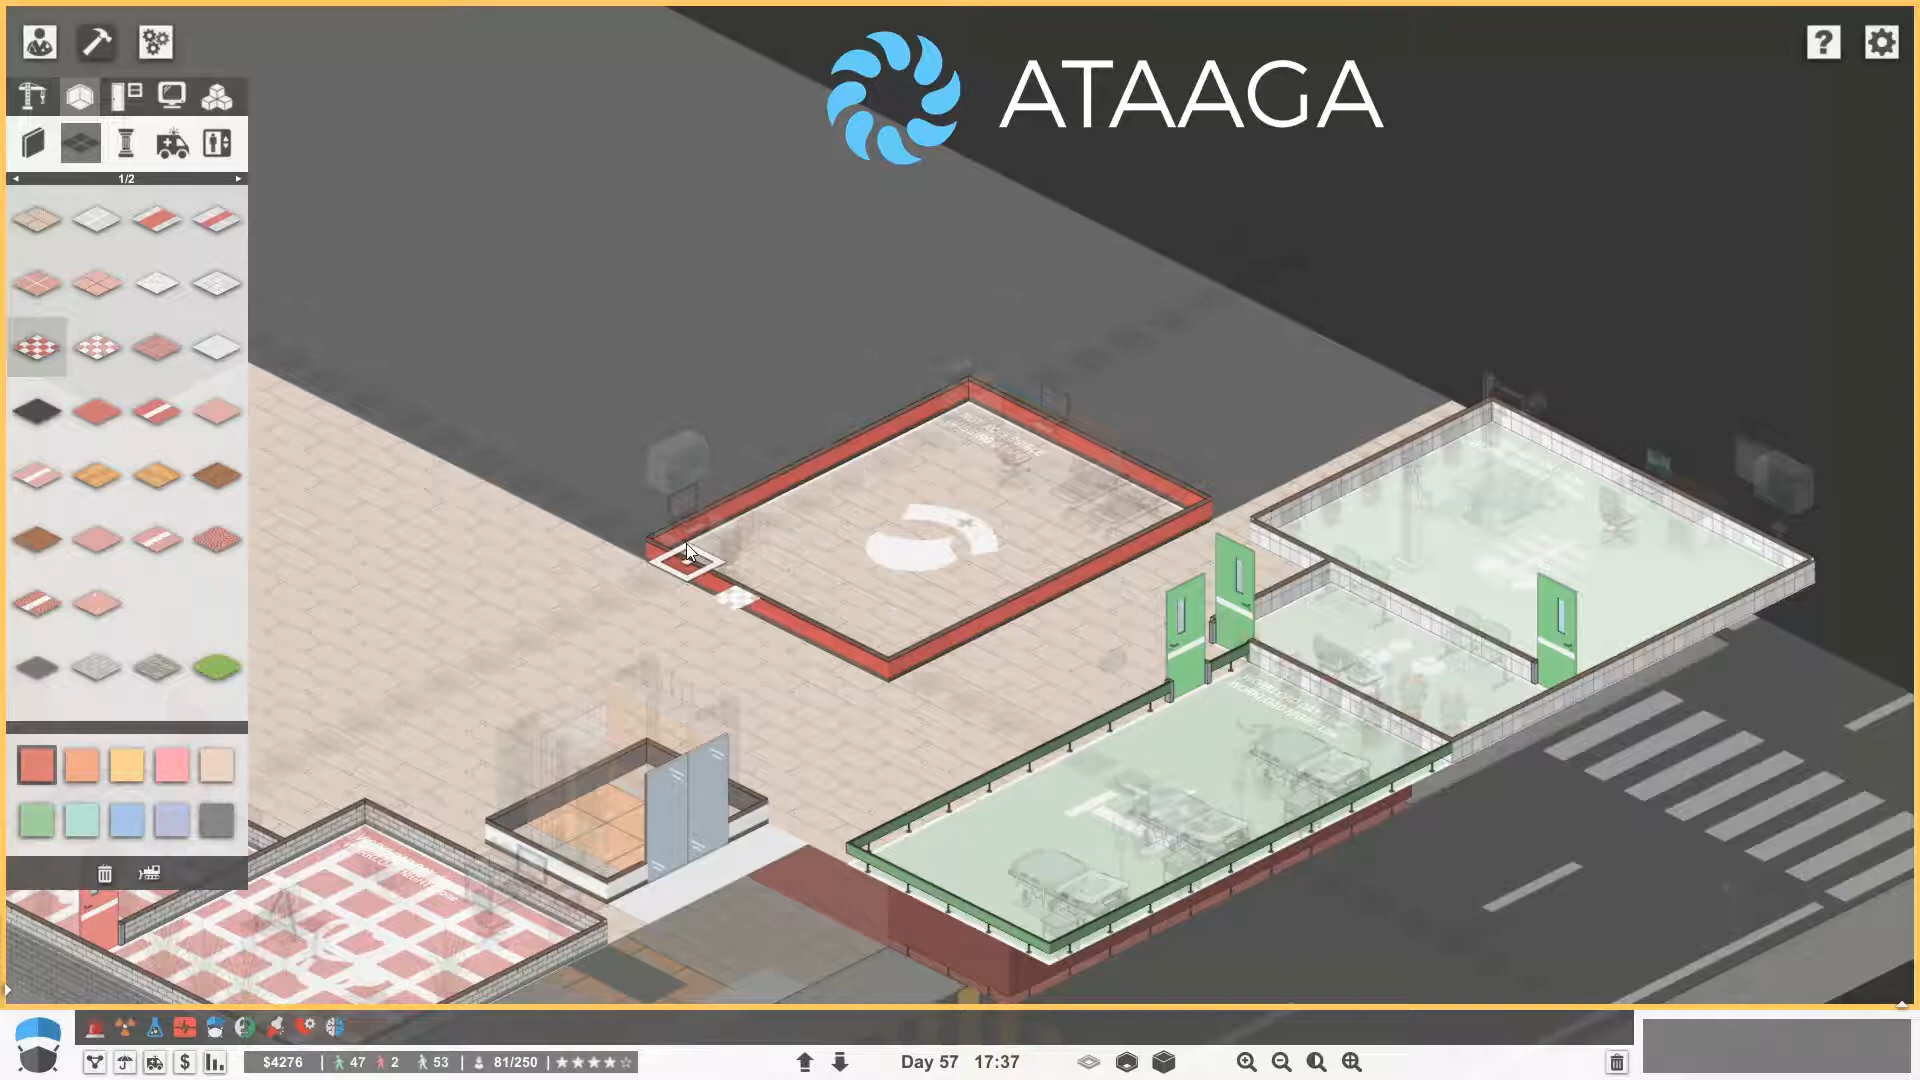 ATAAGA
?
1/2
$4276 | 47 2 53 | 81/250 |
Day 57 17:37